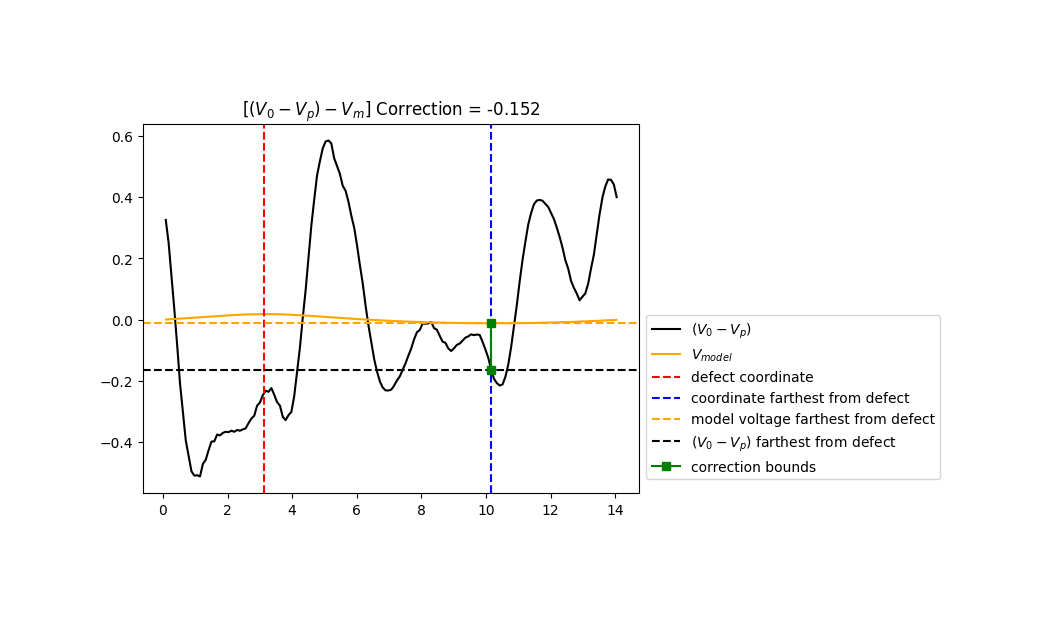 [(V₀ − Vₚ) − Vₘ] Correction = -0.152
0.6
0.4
0.2
0.0
−0.2
−0.4
0 2 4 6 8 10 12 14
(V₀ − Vₚ)
Vₘₒdₑₗ
defect coordinate
coordinate farthest from defect
model voltage farthest from defect
(V₀ − Vₚ) farthest from defect
correction bounds